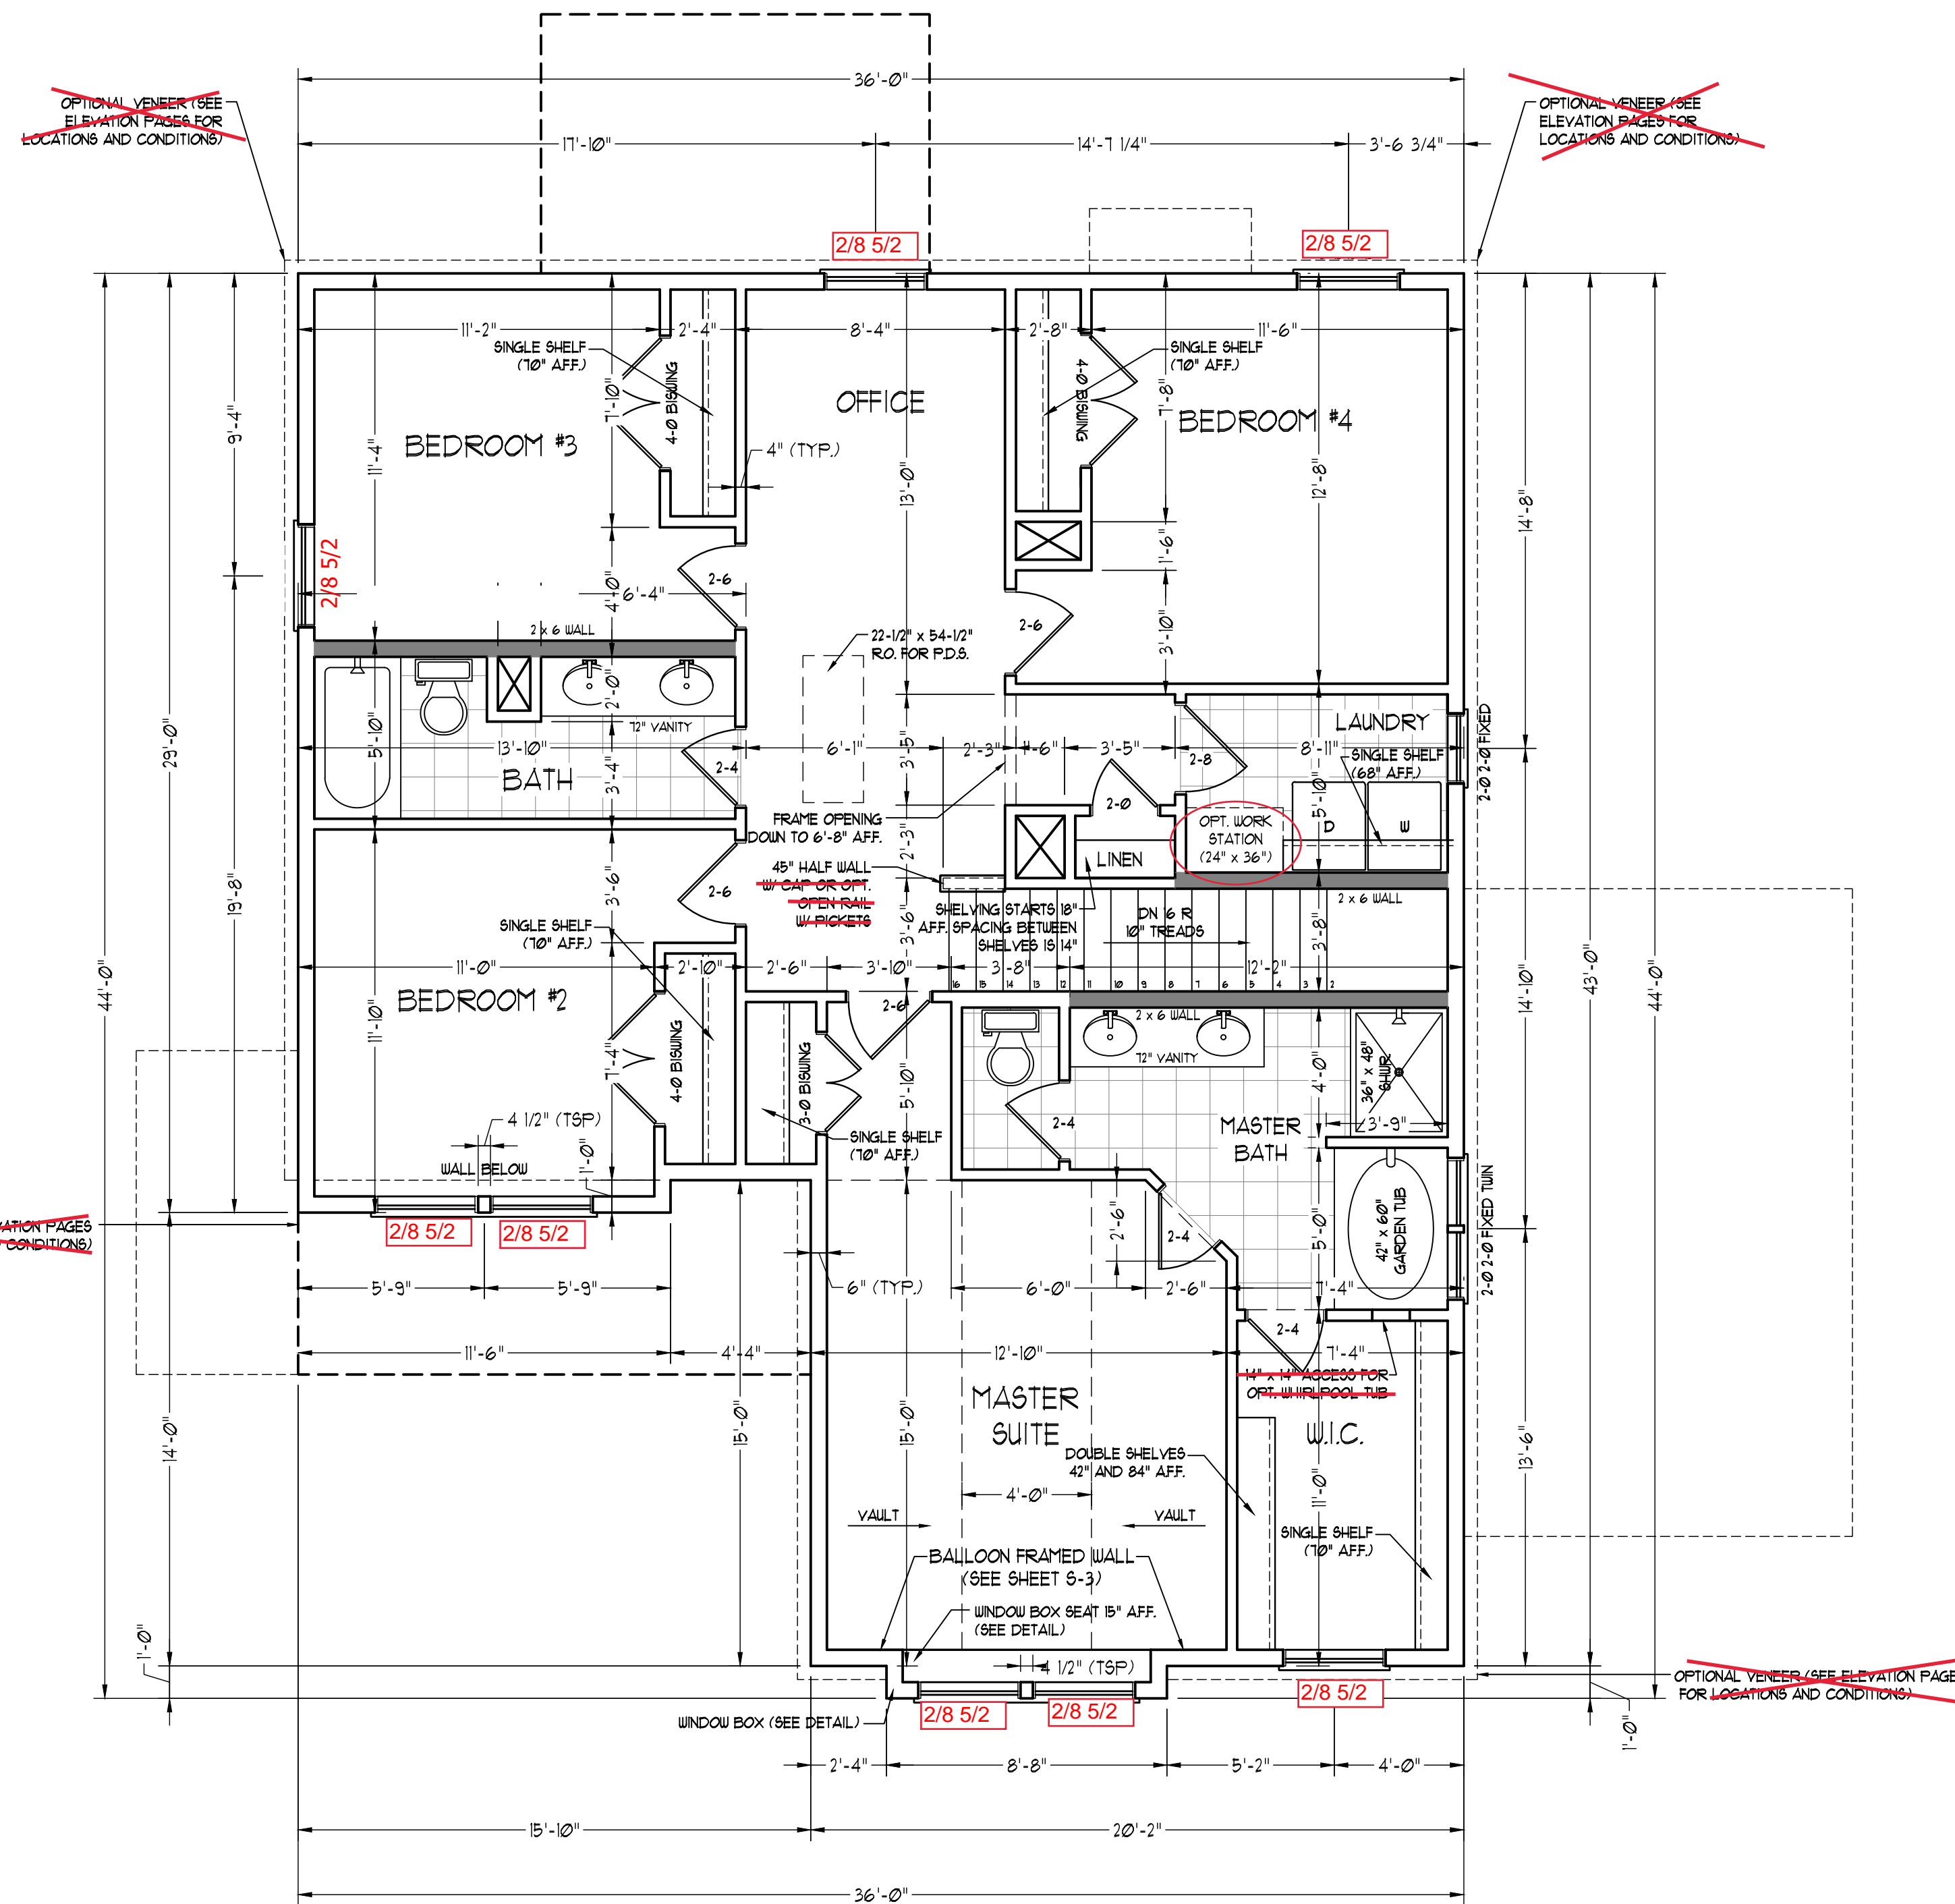 36'-0"
OPTIONAL VENEER (SEE
ELEVATION PAGES FOR
LOCATIONS AND CONDITIONS)
OPTIONAL VENEER (SEE
ELEVATION PAGES FOR
LOCATIONS AND CONDITIONS)
17'-10"
14'-7 1/4"
3'-6 3/4"
2/8 5/2
2/8 5/2
11'-2"
2'-4"
8'-4"
2'-8"
11'-6"
SINGLE SHELF
(70" A.F.F.)
SINGLE SHELF
(70" A.F.F.)
4-0 BISWING
4-0 BISWING
7'-10"
7'-8"
OFFICE
BEDROOM #3
BEDROOM #4
9'-4"
11'-4"
4" (TYP.)
13'-0"
12'-8"
14'-8"
2/8 5/2
1'-6"
2-6
6'-4"
4'-0"
2-6
3'-10"
2 x 6 WALL
22-1/2" x 54-1/2"
R.O. FOR P.D.S.
2'-0"
72" VANITY
5'-10"
13'-10"
BATH
2-4
3'-4"
6'-1"
3'-5"
2'-3"
1'-6"
3'-5"
8'-11"
LAUNDRY
SINGLE SHELF
(68" A.F.F.)
2-8
2-0
5'-10"
D
W
2-0 2-0 FIXED
29'-0"
FRAME OPENING
DOWN TO 6'-8" A.F.F.
OPT. WORK
STATION
(24" x 36")
2'-3"
LINEN
45" HALF WALL
W/ CAP OR OPT.
OPEN RAIL
W/ PICKETS
3'-6"
2-6
19'-8"
SINGLE SHELF
(70" A.F.F.)
SHELVING STARTS 18"
A.F.F. SPACING BETWEEN
SHELVES IS 14"
DN 16 R
10" TREADS
2 x 6 WALL
3'-6"
3'-8"
11'-0"
2'-10"
2'-6"
3'-10"
3'-8"
12'-2"
16 15 14 13 12 11 10 9 8 7 6 5 4 3 2
44'-0"
14'-10"
43'-0"
44'-0"
BEDROOM #2
11'-10"
2-6
2 x 6 WALL
72" VANITY
4-0 BISWING
7'-4"
3-0 BISWING
5'-10"
4'-0"
36" x 48"
SHWR.
3'-9"
4 1/2" (TSP)
WALL BELOW
1'-0"
SINGLE SHELF
(70" A.F.F.)
2-4
MASTER
BATH
2/8 5/2
2/8 5/2
2'-6"
2-4
5'-0"
42" x 60"
GARDEN TUB
2-0 2-0 FIXED TWIN
VATION PAGES
CONDITIONS)
5'-9"
5'-9"
6" (TYP.)
6'-0"
2'-6"
7'-4"
2-4
11'-6"
4'-4"
12'-10"
7'-4"
14" x 14" ACCESS FOR
OPT. WHIRLPOOL TUB
14'-0"
15'-0"
15'-0"
MASTER
SUITE
W.I.C.
DOUBLE SHELVES
42" AND 84" A.F.F.
13'-6"
11'-0"
4'-0"
VAULT
VAULT
SINGLE SHELF
(70" A.F.F.)
BALLOON FRAMED WALL
(SEE SHEET S-3)
WINDOW BOX SEAT 15" A.F.F.
(SEE DETAIL)
1'-0"
4 1/2" (TSP)
OPTIONAL VENEER (SEE ELEVATION PAGE
FOR LOCATIONS AND CONDITIONS)
2/8 5/2
2/8 5/2
2/8 5/2
WINDOW BOX (SEE DETAIL)
1'-0"
2'-4"
8'-8"
5'-2"
4'-0"
15'-10"
20'-2"
36'-0"